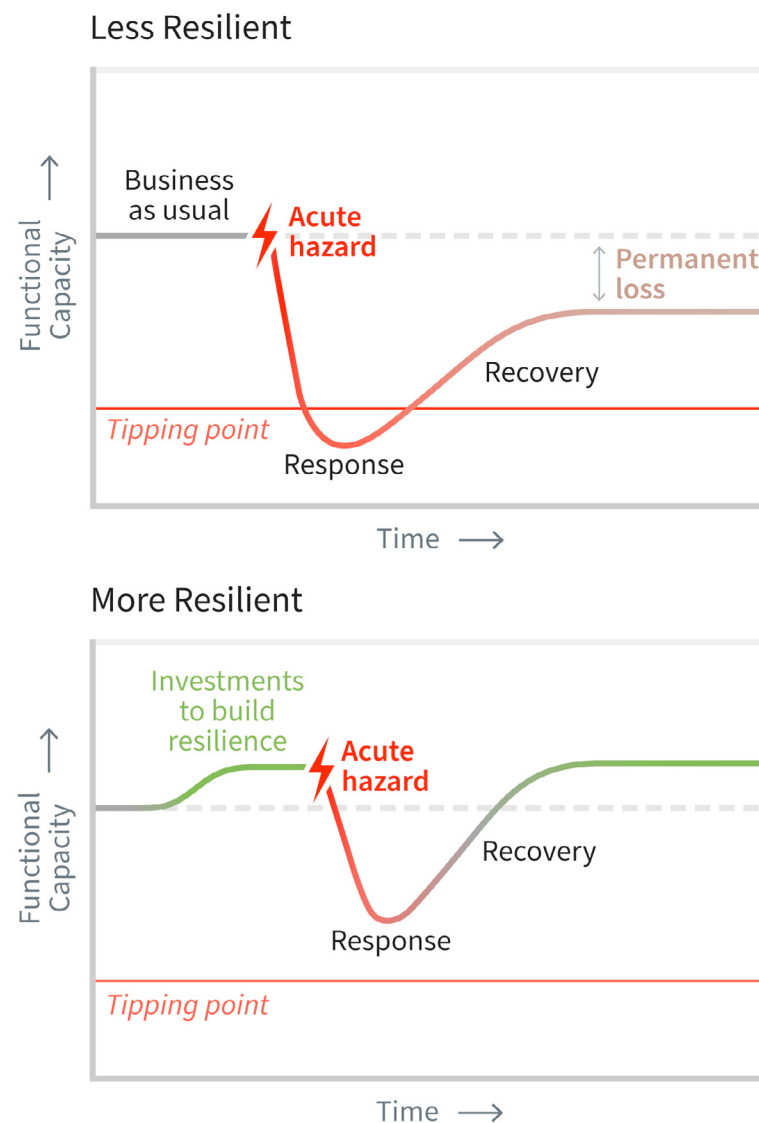 Less Resilient
Functional
Capacity
Business
as usual
Acute
hazard
Permanent
loss
Recovery
Tipping point
Response
Time
More Resilient
Functional
Capacity
Investments
to build
resilience
Acute
hazard
Recovery
Response
Tipping point
Time